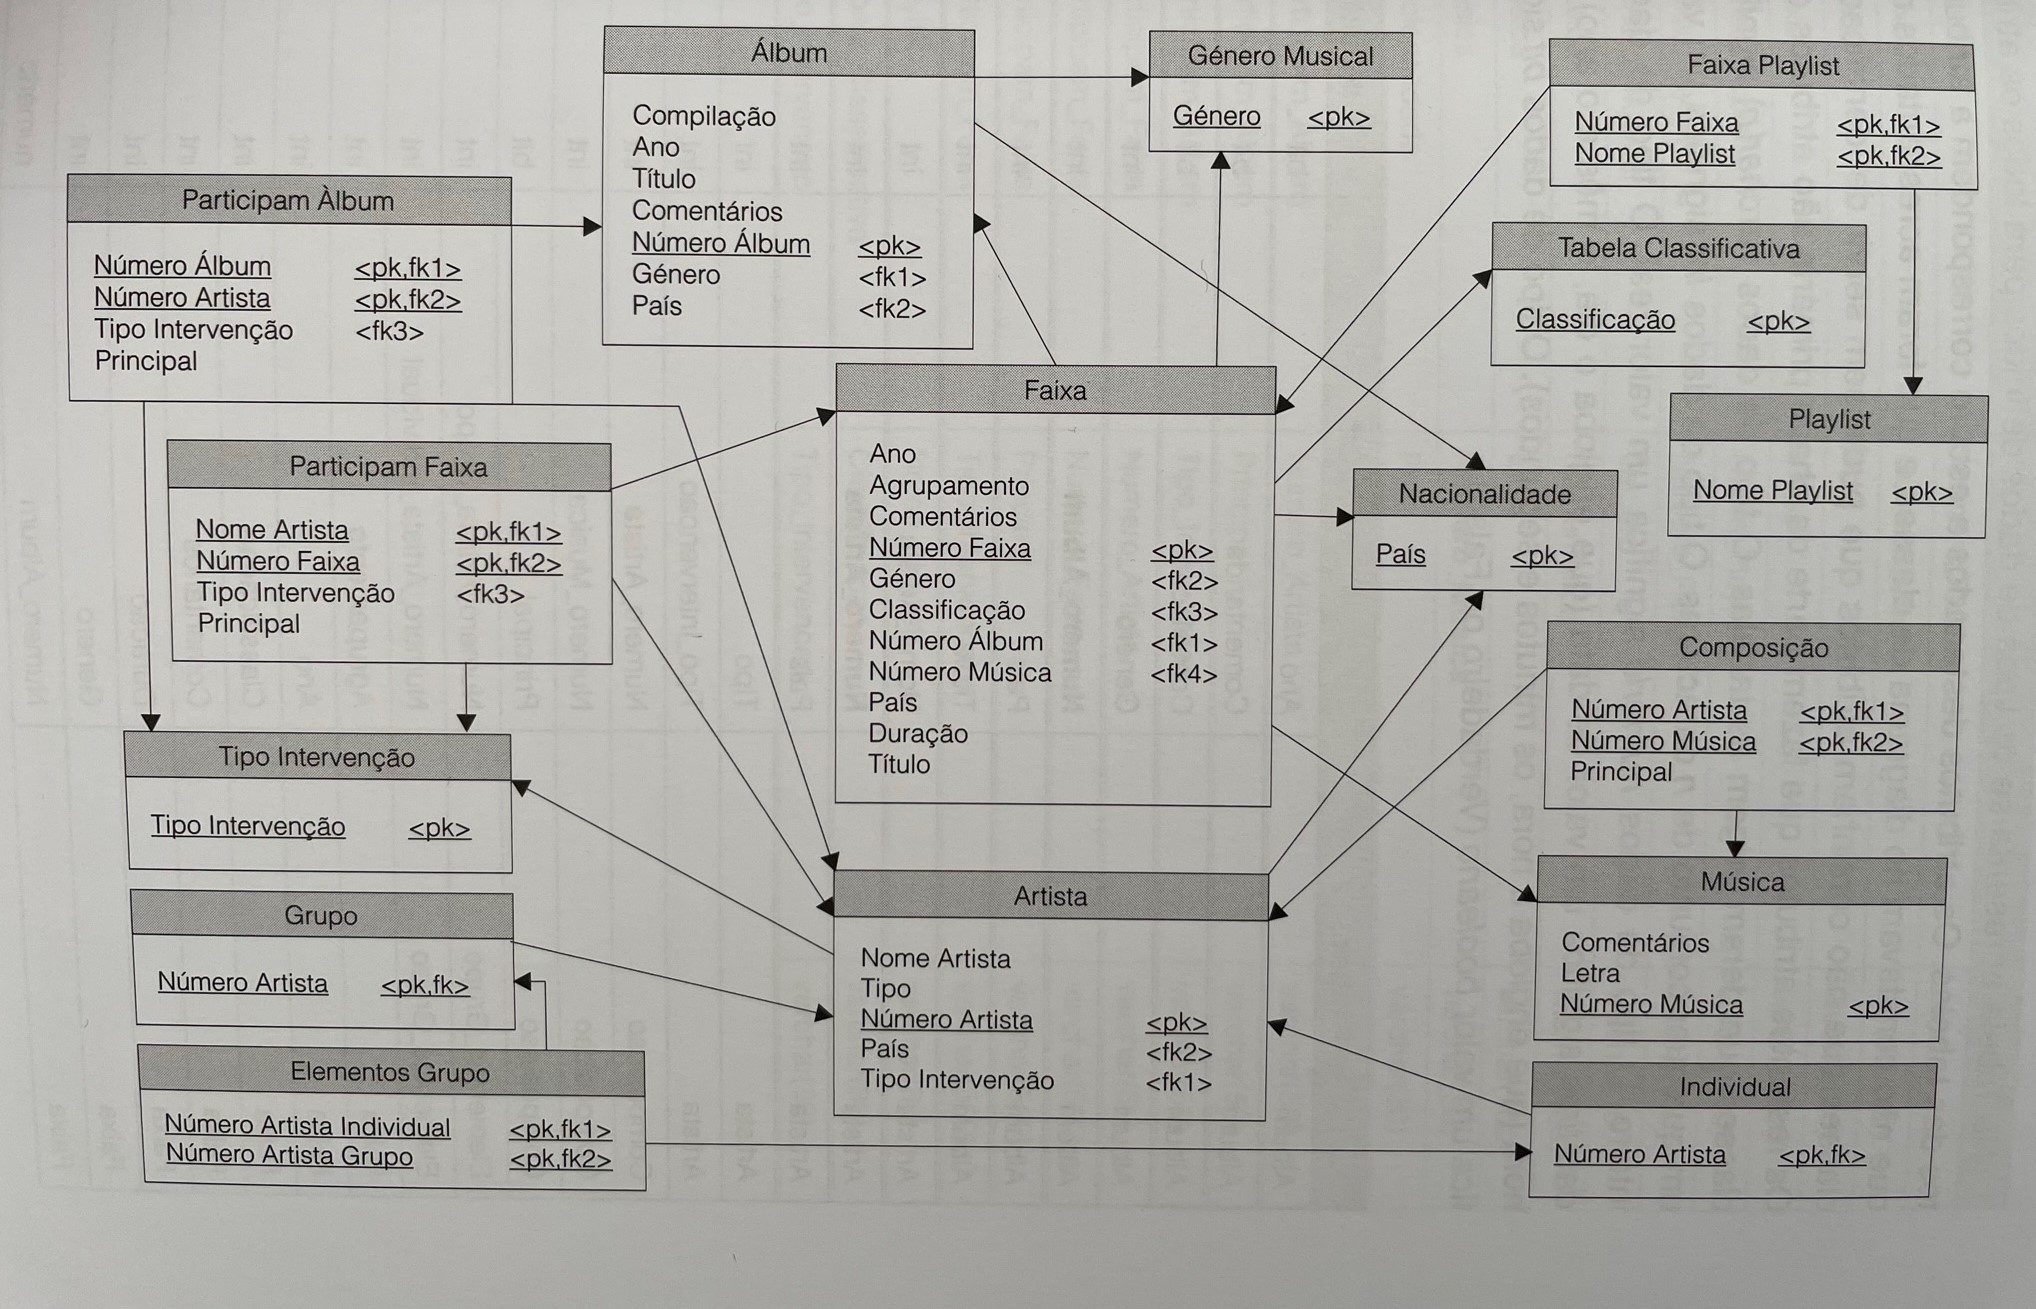 Álbum
Compilação
Ano
Título
Comentários
Número Álbum <pk>
Género <fk1>
País <fk2>
Género Musical
Género <pk>
Faixa Playlist
Número Faixa <pk,fk1>
Nome Playlist <pk,fk2>
Participam Àlbum
Número Álbum <pk,fk1>
Número Artista <pk,fk2>
Tipo Intervenção <fk3>
Principal
Tabela Classificativa
Classificação <pk>
Faixa
Ano
Agrupamento
Comentários
Número Faixa <pk>
Género <fk2>
Classificação <fk3>
Número Álbum <fk1>
Número Música <fk4>
País
Duração
Título
Playlist
Nome Playlist <pk>
Participam Faixa
Nome Artista <pk,fk1>
Número Faixa <pk,fk2>
Tipo Intervenção <fk3>
Principal
Nacionalidade
País <pk>
Composição
Número Artista <pk,fk1>
Número Música <pk,fk2>
Principal
Tipo Intervenção
Tipo Intervenção <pk>
Grupo
Número Artista <pk,fk>
Artista
Nome Artista
Tipo
Número Artista <pk>
País <fk2>
Tipo Intervenção <fk1>
Música
Comentários
Letra
Número Música <pk>
Elementos Grupo
Número Artista Individual <pk,fk1>
Número Artista Grupo <pk,fk2>
Individual
Número Artista <pk,fk>